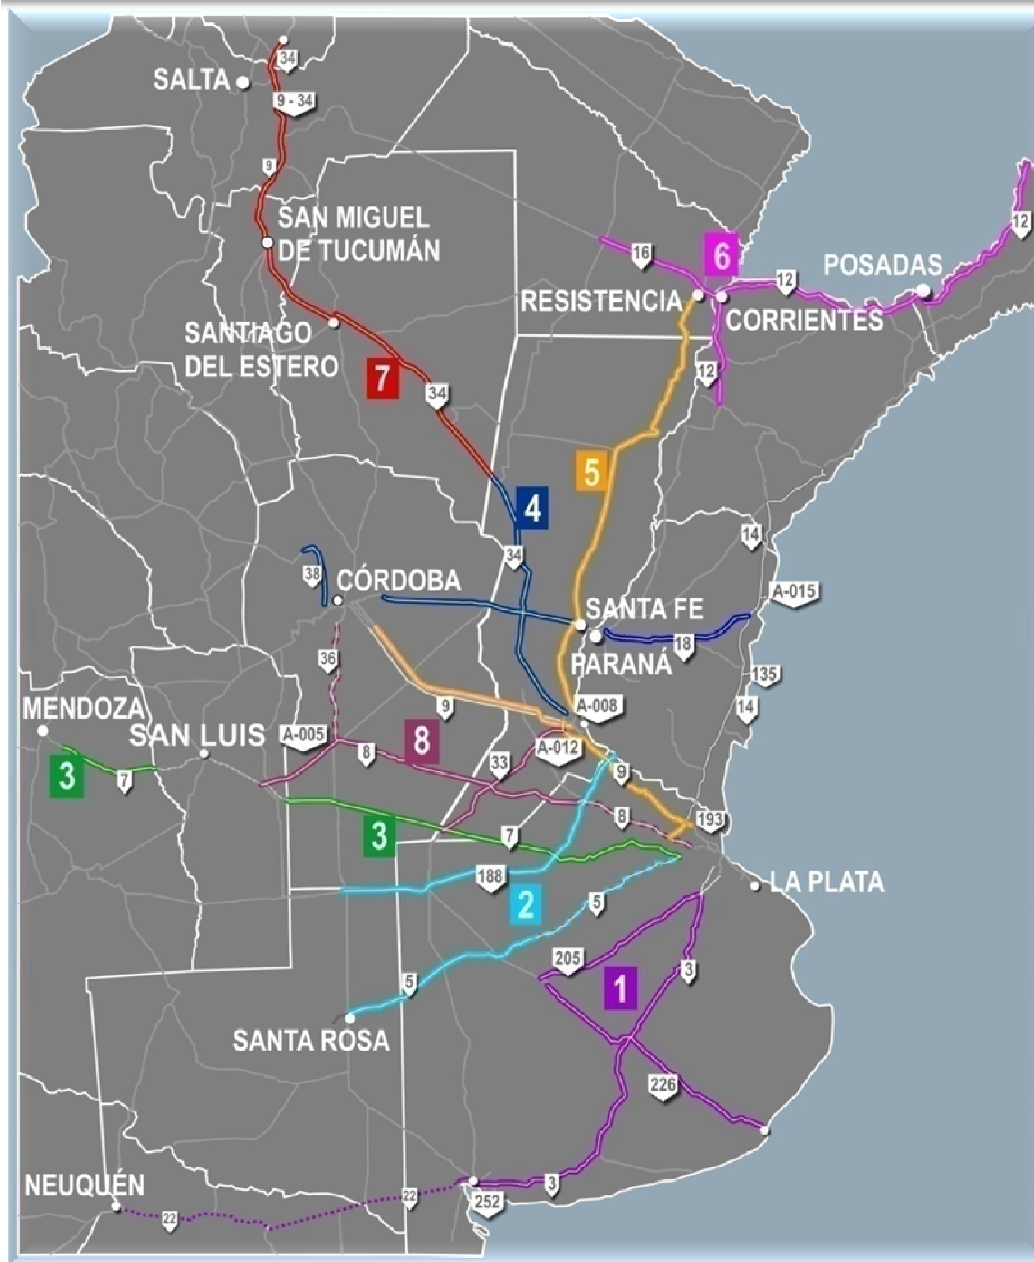 34
SALTA
9 - 34
9
SAN MIGUEL
DE TUCUMÁN
12
16
6
POSADAS
12
RESISTENCIA
CORRIENTES
SANTIAGO
DEL ESTERO
7
34
12
5
4
34
14
38
CÓRDOBA
A-015
SANTA FE
18
PARANÁ
36
135
MENDOZA
SAN LUIS
A-005
9
A-008
14
8
8
A-012
33
9
3
7
193
8
3
7
188
2
5
LA PLATA
205
1
3
5
SANTA ROSA
226
NEUQUÉN
22
22
252
3